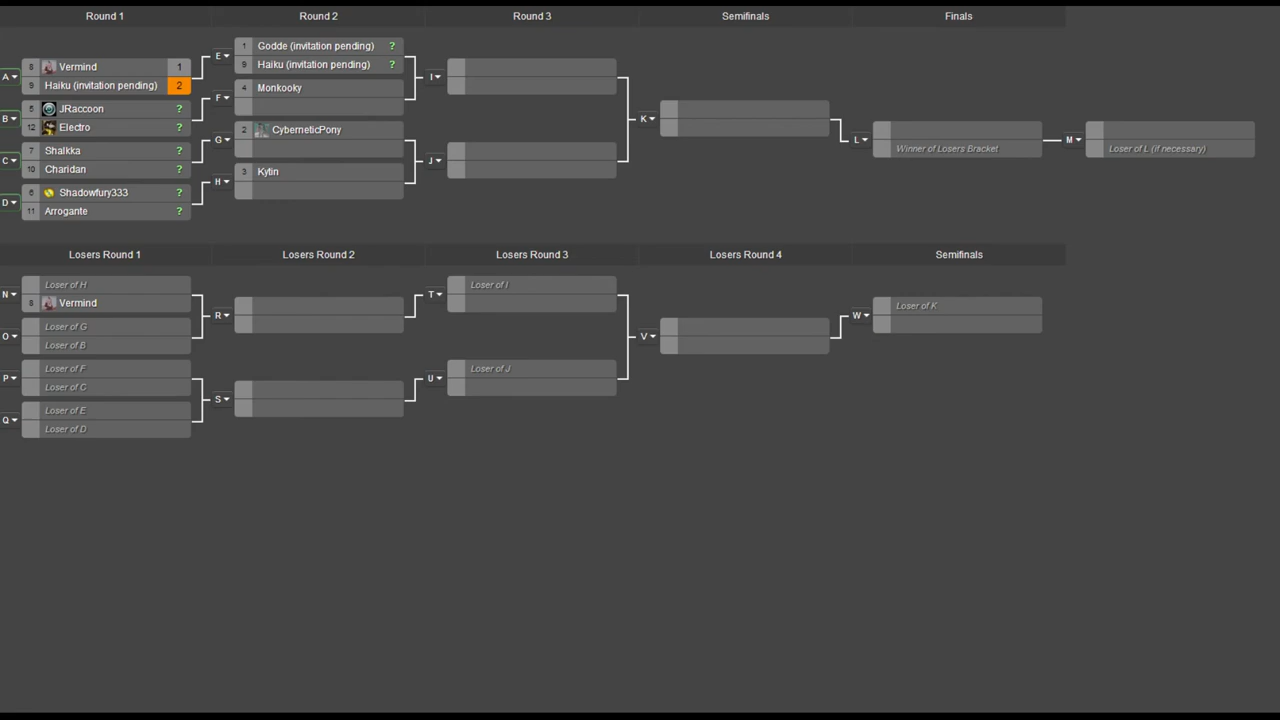 Round 1
Round 2
Round 3
Semifinals
Finals
A
8 Vermind 1
9 Haiku (invitation pending) 2
B
5 JRaccoon ?
12 Electro ?
C
7 Shalkka ?
10 Charidan ?
D
6 Shadowfury333 ?
11 Arrogante ?
E
1 Godde (invitation pending) ?
9 Haiku (invitation pending) ?
F
4 Monkooky
G
2 CyberneticPony
H
3 Kylin
I
J
K
L
Winner of Losers Bracket
M
Loser of L (if necessary)
Losers Round 1
Losers Round 2
Losers Round 3
Losers Round 4
Semifinals
N
Loser of H
8 Vermind
O
Loser of G
Loser of B
P
Loser of F
Loser of C
Q
Loser of E
Loser of D
R
S
T
Loser of I
U
Loser of J
V
W
Loser of K